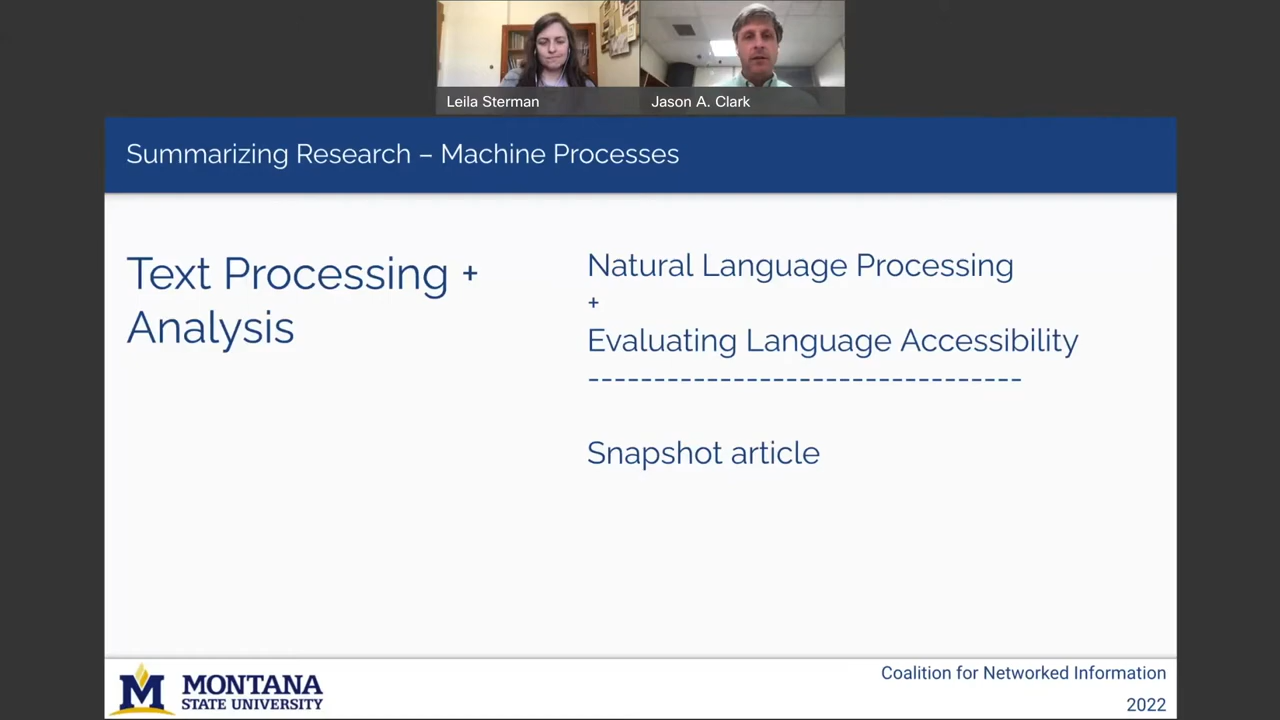 Leila Sterman
Jason A. Clark
Summarizing Research – Machine Processes
Text Processing +
Analysis
Natural Language Processing
+
Evaluating Language Accessibility
---------------------------------
Snapshot article
M MONTANA
STATE UNIVERSITY
Coalition for Networked Information
2022